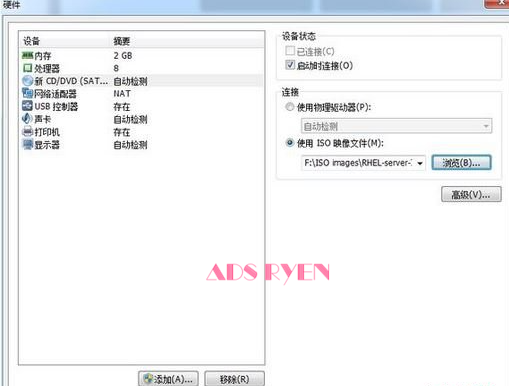 硬件
设备 摘要
内存 2 GB
处理器 8
新 CD/DVD (SAT... 自动检测
网络适配器 NAT
USB 控制器 存在
声卡 自动检测
打印机 存在
显示器 自动检测
添加(A)... 移除(R)
设备状态
已连接(C)
启动时连接(O)
连接
使用物理驱动器(P):
自动检测
使用 ISO 映像文件(M):
F:\ISO images\RHEL-server- 浏览(B)...
高级(V)...
ADS RYEN